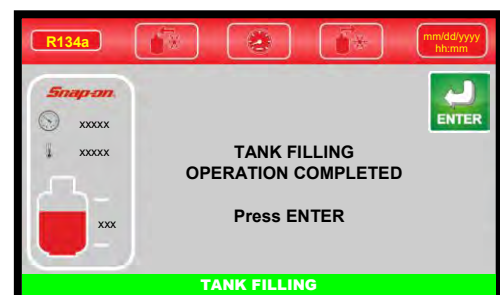 R134a
mm/dd/yyyy
hh:mm
Snap-on.
ENTER
xxxxx
xxxxx
TANK FILLING
OPERATION COMPLETED
xxx
Press ENTER
TANK FILLING